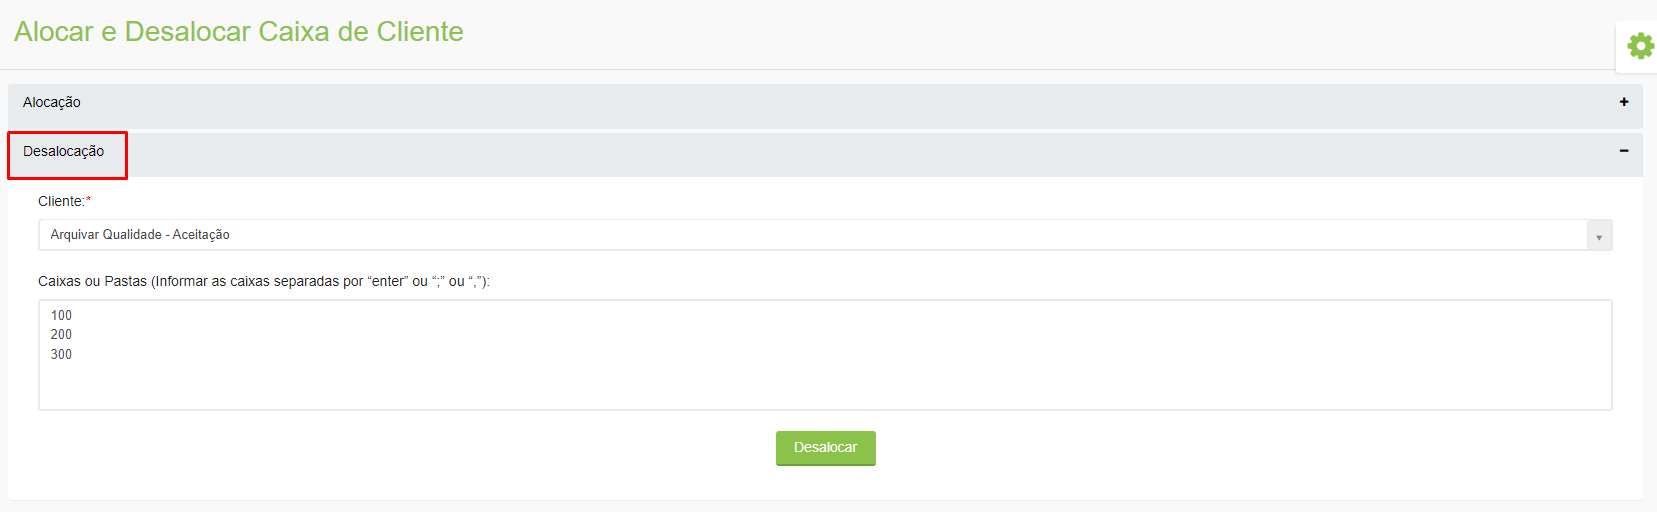 Alocar e Desalocar Caixa de Cliente
Alocação
+
Desalocação
−
Cliente:*
Arquivar Qualidade - Aceitação
Caixas ou Pastas (Informar as caixas separadas por “enter” ou “;” ou “,”):
100
200
300
Desalocar